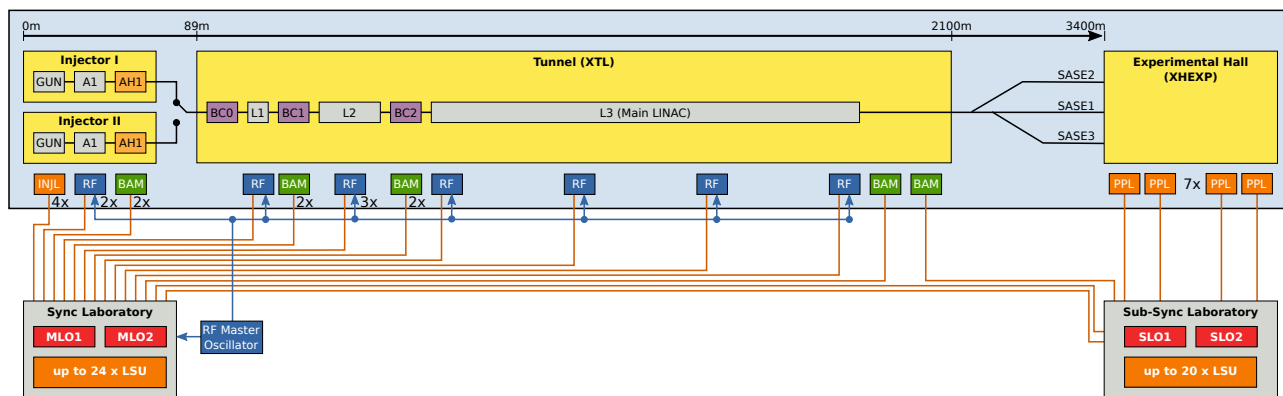 0m
89m
2100m
3400m
Injector I
GUN
A1
AH1
Injector II
GUN
A1
AH1
Tunnel (XTL)
BC0
L1
BC1
L2
BC2
L3 (Main LINAC)
SASE2
SASE1
SASE3
Experimental Hall
(XHEXP)
INJL
RF
BAM
RF
BAM
RF
BAM
RF
RF
RF
RF
BAM
BAM
PPL
PPL
7x
PPL
PPL
4x
2x
2x
2x
3x
2x
Sync Laboratory
MLO1
MLO2
up to 24 x LSU
RF Master
Oscillator
Sub-Sync Laboratory
SLO1
SLO2
up to 20 x LSU